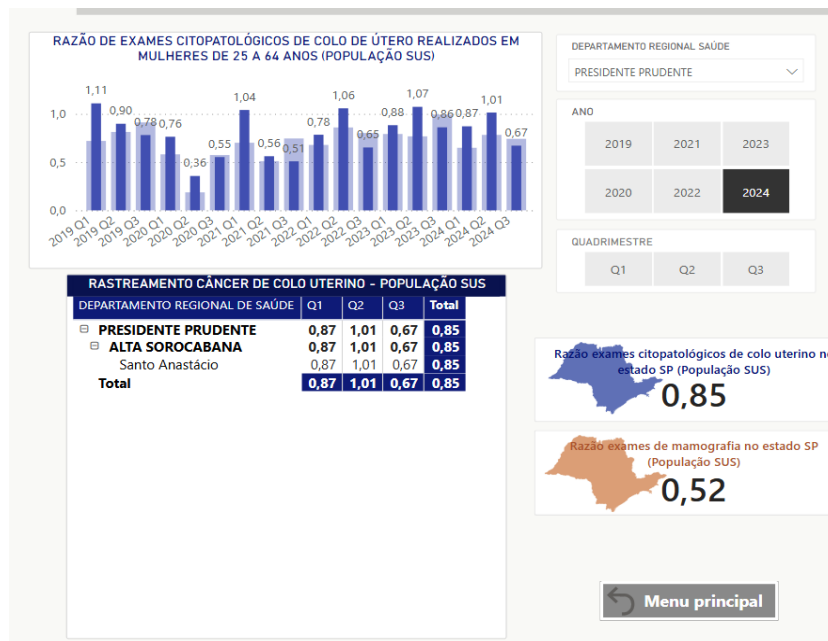 RAZÃO DE EXAMES CITOPATOLÓGICOS DE COLO DE ÚTERO REALIZADOS EM
MULHERES DE 25 A 64 ANOS (POPULAÇÃO SUS)
1,11
0,90
0,78
0,76
0,36
0,55
1,04
0,56
0,51
0,78
1,06
0,65
0,88
1,07
0,86
0,87
1,01
0,67
1,0
0,5
0,0
2019 Q1
2019 Q2
2019 Q3
2020 Q1
2020 Q2
2020 Q3
2021 Q1
2021 Q2
2021 Q3
2022 Q1
2022 Q2
2022 Q3
2023 Q1
2023 Q2
2023 Q3
2024 Q1
2024 Q2
2024 Q3
DEPARTAMENTO REGIONAL SAÚDE
PRESIDENTE PRUDENTE
ANO
2019 2021 2023
2020 2022 2024
QUADRIMESTRE
Q1 Q2 Q3
RASTREAMENTO CÂNCER DE COLO UTERINO - POPULAÇÃO SUS
DEPARTAMENTO REGIONAL DE SAÚDE Q1 Q2 Q3 Total
PRESIDENTE PRUDENTE 0,87 1,01 0,67 0,85
ALTA SOROCABANA 0,87 1,01 0,67 0,85
Santo Anastácio 0,87 1,01 0,67 0,85
Total 0,87 1,01 0,67 0,85
Razão exames citopatológicos de colo uterino no
estado SP (População SUS)
0,85
Razão exames de mamografia no estado SP
(População SUS)
0,52
Menu principal